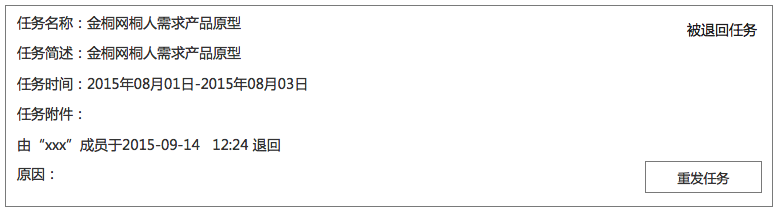 任务名称：金桐网桐人需求产品原型
被退回任务
任务简述：金桐网桐人需求产品原型
任务时间：2015年08月01日-2015年08月03日
任务附件：
由“xxx”成员于2015-09-14 12:24 退回
原因：
重发任务